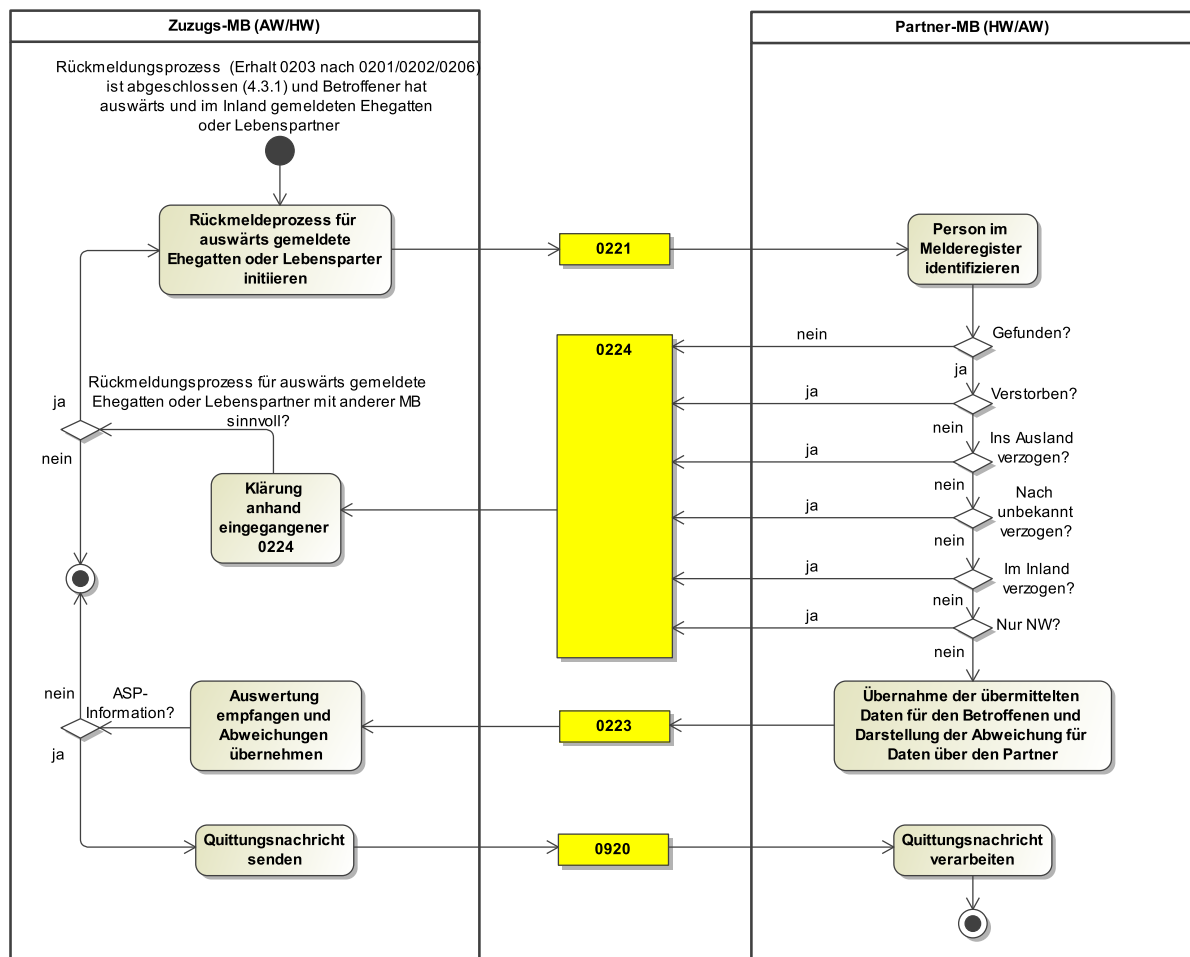 Zuzugs-MB (AW/HW)
Partner-MB (HW/AW)
Rückmeldungsprozess (Erhalt 0203 nach 0201/0202/0206)
ist abgeschlossen (4.3.1) und Betroffener hat
auswärts und im Inland gemeldeten Ehegatten
oder Lebenspartner
Rückmeldeprozess für
auswärts gemeldete
Ehegatten oder Lebensparter
initiieren
0221
Person im
Melderegister
identifizieren
Gefunden?
nein
ja
0224
Verstorben?
ja
nein
Ins Ausland
verzogen?
ja
nein
Nach
unbekannt
verzogen?
ja
nein
Im Inland
verzogen?
ja
nein
Nur NW?
ja
nein
Rückmeldungsprozess für auswärts gemeldete
Ehegatten oder Lebenspartner mit anderer MB
sinnvoll?
ja
nein
Klärung
anhand
eingegangener
0224
Übernahme der übermittelten
Daten für den Betroffenen und
Darstellung der Abweichung für
Daten über den Partner
0223
Auswertung
empfangen und
Abweichungen
übernehmen
ASP-
Information?
nein
ja
Quittungsnachricht
senden
0920
Quittungsnachricht
verarbeiten